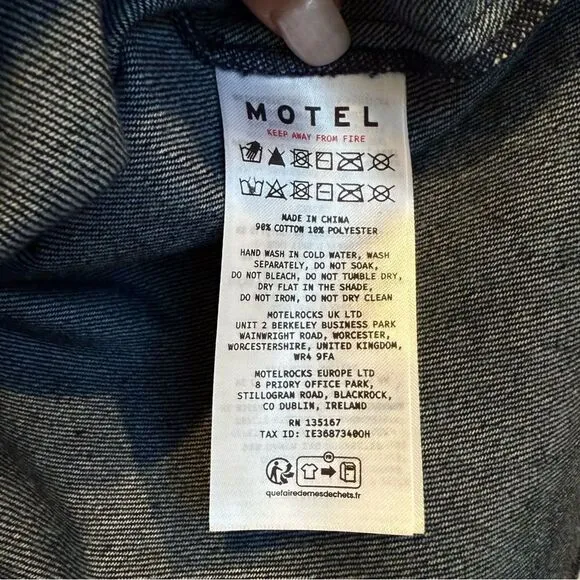 MOTEL
KEEP AWAY FROM FIRE
MADE IN CHINA
90% COTTON 10% POLYESTER
HAND WASH IN COLD WATER, WASH
SEPARATELY, DO NOT SOAK,
DO NOT BLEACH, DO NOT TUMBLE DRY,
DRY FLAT IN THE SHADE,
DO NOT IRON, DO NOT DRY CLEAN
MOTELROCKS UK LTD
UNIT 2 BERKELEY BUSINESS PARK
WAINWRIGHT ROAD, WORCESTER,
WORCESTERSHIRE, UNITED KINGDOM,
WR4 9FA
MOTELROCKS EUROPE LTD
8 PRIORY OFFICE PARK,
STILLOGRAN ROAD, BLACKROCK,
CO DUBLIN, IRELAND
RN 135167
TAX ID: IE3687340OH
FR
quefairedemesdechets.fr